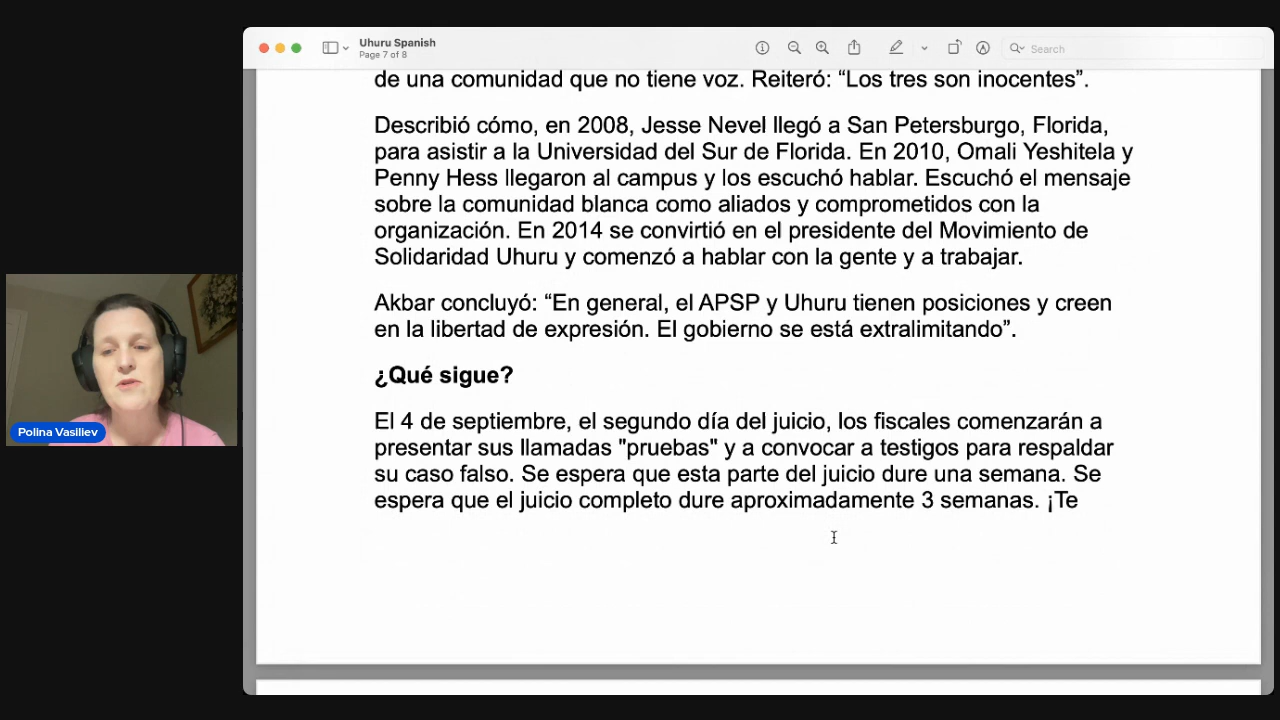 Uhuru Spanish
Page 7 of 8
Search
de una comunidad que no tiene voz. Reiteró: “Los tres son inocentes”.
Describió cómo, en 2008, Jesse Nevel llegó a San Petersburgo, Florida,
para asistir a la Universidad del Sur de Florida. En 2010, Omali Yeshitela y
Penny Hess llegaron al campus y los escuchó hablar. Escuchó el mensaje
sobre la comunidad blanca como aliados y comprometidos con la
organización. En 2014 se convirtió en el presidente del Movimiento de
Solidaridad Uhuru y comenzó a hablar con la gente y a trabajar.
Akbar concluyó: “En general, el APSP y Uhuru tienen posiciones y creen
en la libertad de expresión. El gobierno se está extralimitando”.
¿Qué sigue?
El 4 de septiembre, el segundo día del juicio, los fiscales comenzarán a
presentar sus llamadas "pruebas" y a convocar a testigos para respaldar
su caso falso. Se espera que esta parte del juicio dure una semana. Se
espera que el juicio completo dure aproximadamente 3 semanas. ¡Te
Polina Vasiliev